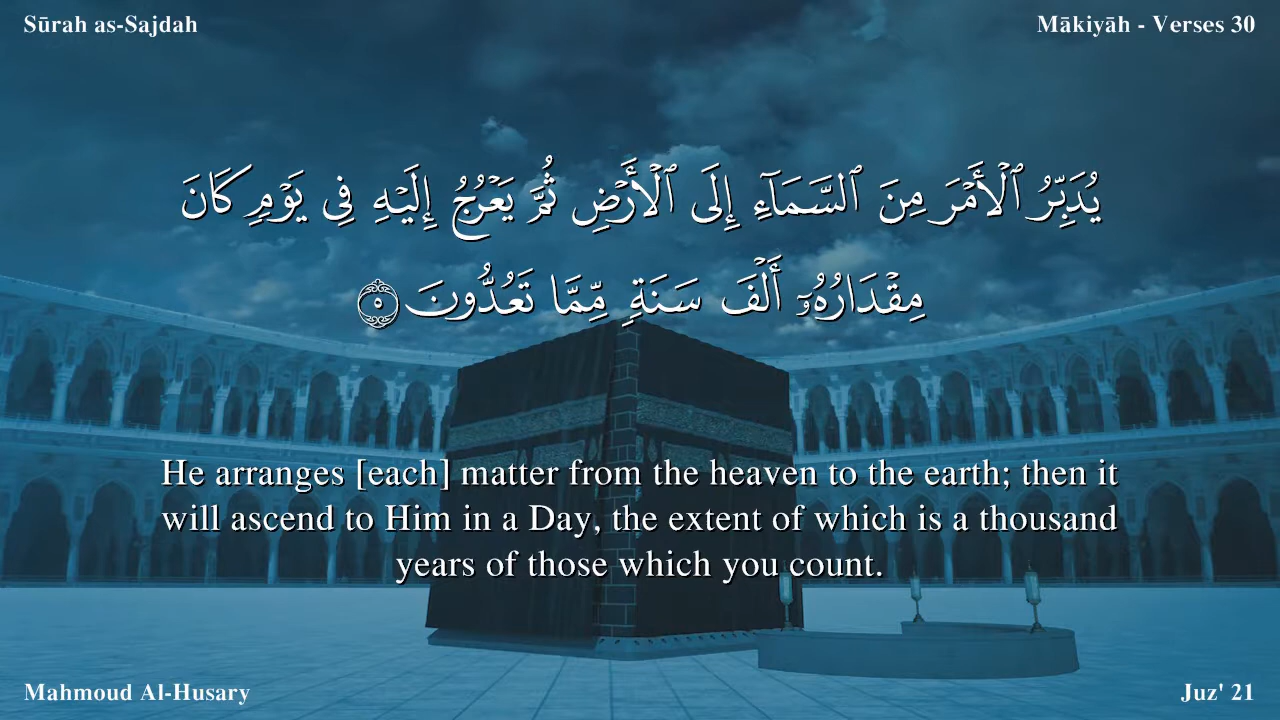 Sūrah as-Sajdah
Mākiyāh - Verses 30
يُدَبِّرُ ٱلْأَمْرَ مِنَ ٱلسَّمَآءِ إِلَى ٱلْأَرْضِ ثُمَّ يَعْرُجُ إِلَيْهِ فِى يَوْمٍ كَانَ
مِقْدَارُهُۥٓ أَلْفَ سَنَةٍ مِّمَّا تَعُدُّونَ ٥
He arranges [each] matter from the heaven to the earth; then it
will ascend to Him in a Day, the extent of which is a thousand
years of those which you count.
Mahmoud Al-Husary
Juz' 21